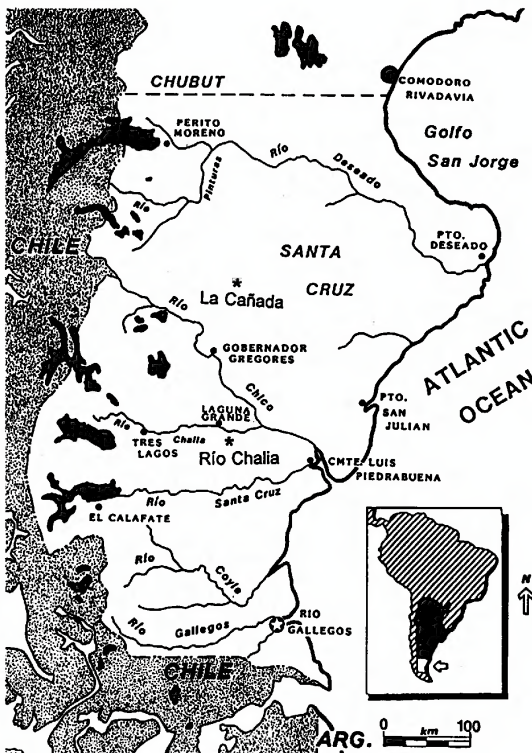 CHUBUT
COMODORO
RIVADAVIA
PERITO
MORENO
Golfo
San Jorge
Río
Deseado
Pinturas
Río
CHILE
SANTA
CRUZ
PTO.
DESEADO
*
La Cañada
Río
Chico
GOBERNADOR
GREGORES
ATLANTIC
OCEAN
PTO.
SAN
JULIAN
LAGUNA
GRANDE
Río
Chalia
TRES
LAGOS
*
Río Chalia
CMTE. LUIS
PIEDRABUENA
Río
Santa Cruz
EL CALAFATE
Río
Coyle
Río
Gallegos
RIO
GALLEGOS
CHILE
ARG.
N
0 100
km